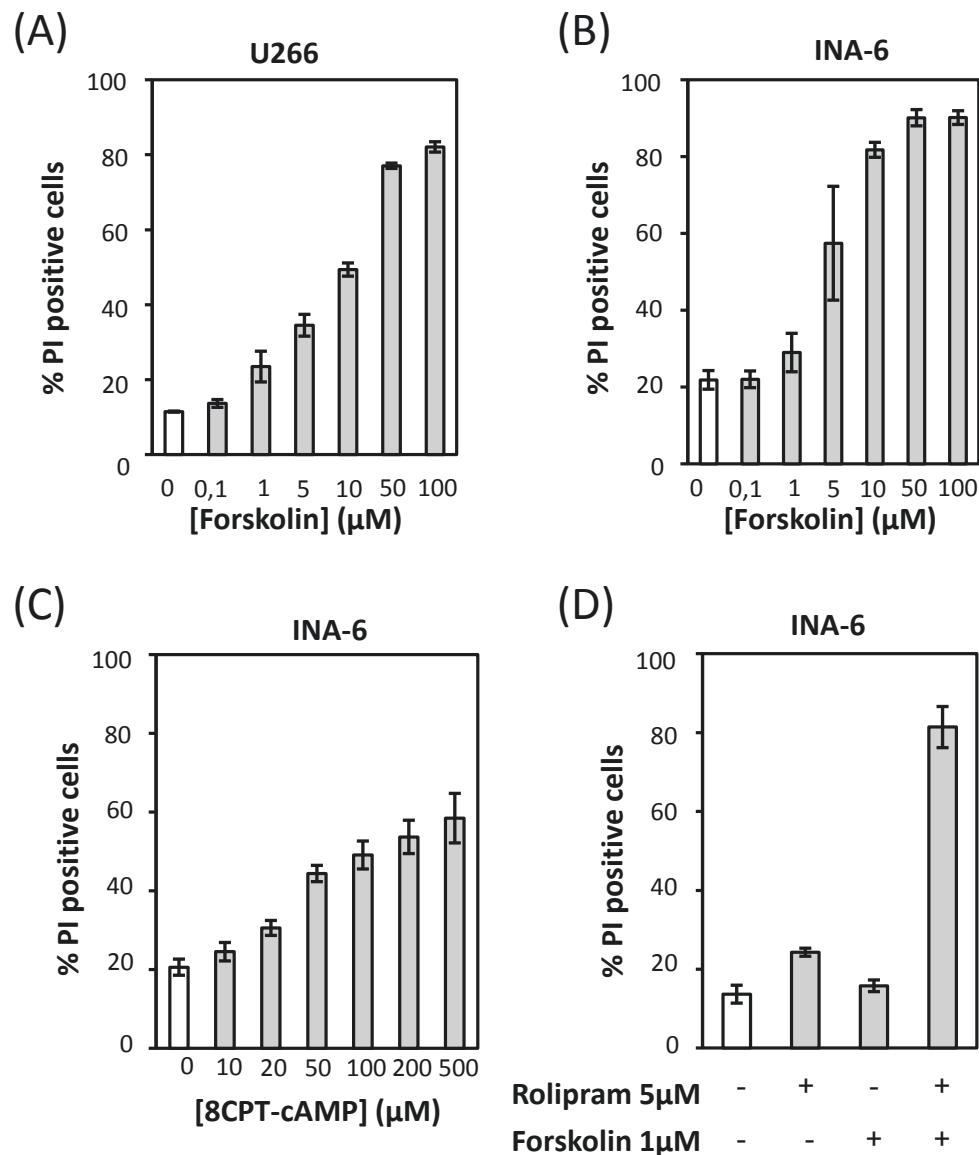 (A)
U266
100
80
60
40
20
0
% PI positive cells
0 0,1 1 5 10 50 100
[Forskolin] (µM)
(B)
INA-6
100
80
60
40
20
0
% PI positive cells
0 0,1 1 5 10 50 100
[Forskolin] (µM)
(C)
INA-6
100
80
60
40
20
0
% PI positive cells
0 10 20 50 100 200 500
[8CPT-cAMP] (µM)
(D)
INA-6
100
80
60
40
20
0
% PI positive cells
Rolipram 5µM - + - +
Forskolin 1µM - - + +